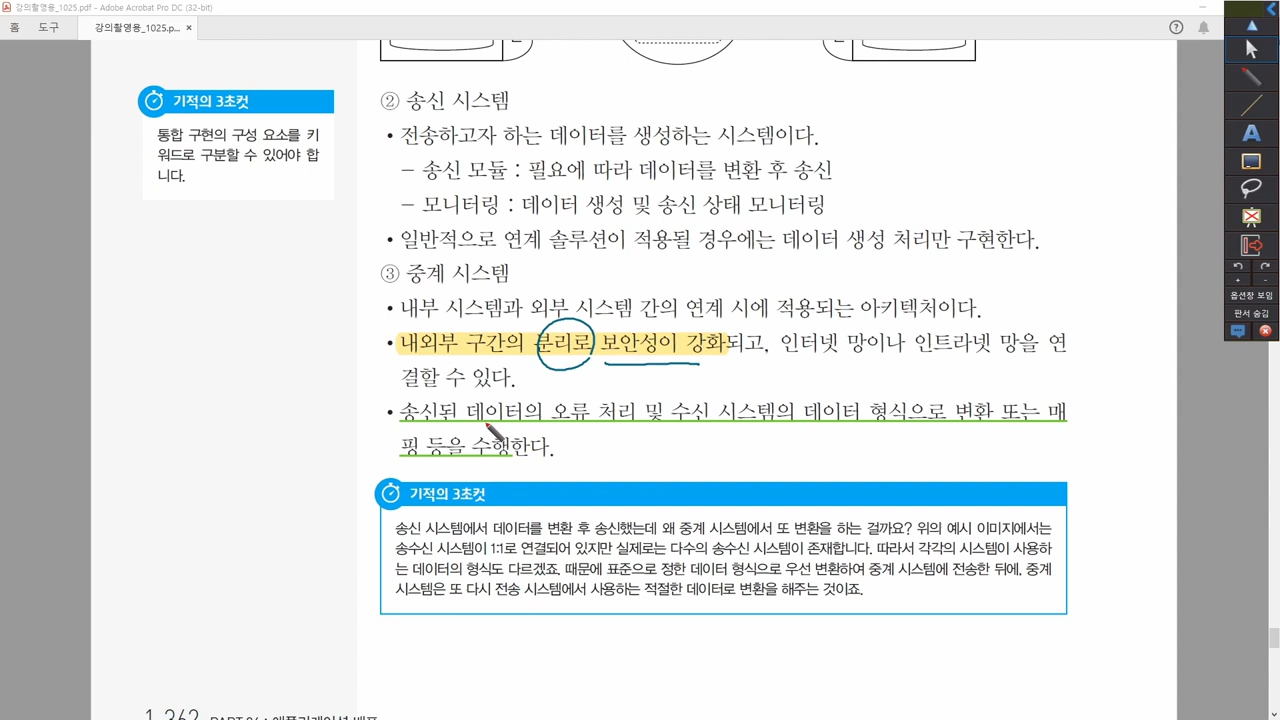 강의촬영용_1025.pdf - Adobe Acrobat Pro DC (32-bit)
홈 도구 강의촬영용_1025.p... ×
기적의 3초컷
통합 구현의 구성 요소를 키
워드로 구분할 수 있어야 합
니다.
② 송신 시스템
• 전송하고자 하는 데이터를 생성하는 시스템이다.
– 송신 모듈 : 필요에 따라 데이터를 변환 후 송신
– 모니터링 : 데이터 생성 및 송신 상태 모니터링
• 일반적으로 연계 솔루션이 적용될 경우에는 데이터 생성 처리만 구현한다.
③ 중계 시스템
• 내부 시스템과 외부 시스템 간의 연계 시에 적용되는 아키텍처이다.
• 내외부 구간의 분리로 보안성이 강화되고, 인터넷 망이나 인트라넷 망을 연
결할 수 있다.
• 송신된 데이터의 오류 처리 및 수신 시스템의 데이터 형식으로 변환 또는 매
핑 등을 수행한다.
기적의 3초컷
송신 시스템에서 데이터를 변환 후 송신했는데 왜 중계 시스템에서 또 변환을 하는 걸까요? 위의 예시 이미지에서는
송수신 시스템이 1:1로 연결되어 있지만 실제로는 다수의 송수신 시스템이 존재합니다. 따라서 각각의 시스템이 사용하
는 데이터의 형식도 다르겠죠. 때문에 표준으로 정한 데이터 형식으로 우선 변환하여 중계 시스템에 전송한 뒤에, 중계
시스템은 또 다시 전송 시스템에서 사용하는 적절한 데이터로 변환을 해주는 것이죠.
옵션장 보임
판서 숨김